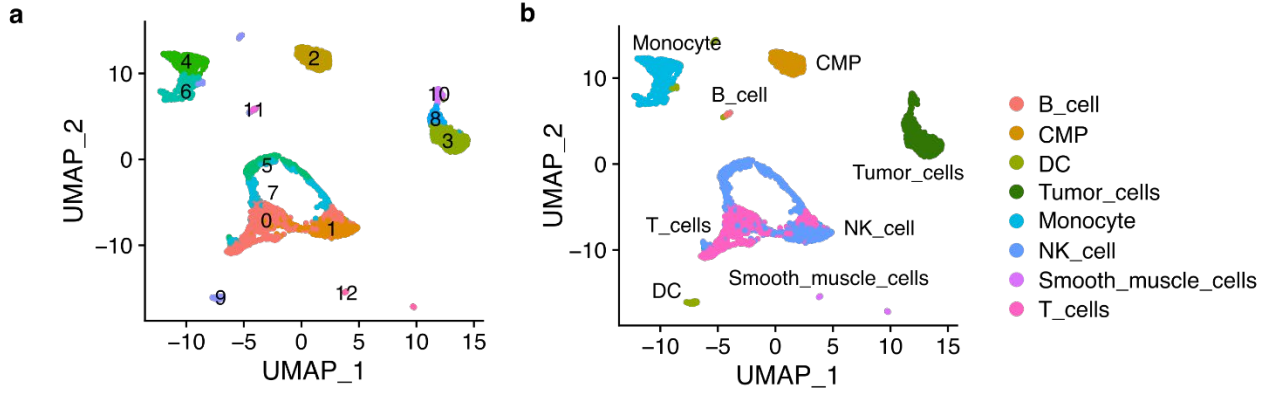 a
10
0
−10
UMAP_2
−10
−5
0
5
10
15
UMAP_1
4
6
2
11
10
8
3
5
7
0
1
9
12
b
10
0
−10
UMAP_2
−10
−5
0
5
10
15
UMAP_1
Monocyte
CMP
B_cell
Tumor_cells
T_cells
NK_cell
Smooth_muscle_cells
DC
B_cell
CMP
DC
Tumor_cells
Monocyte
NK_cell
Smooth_muscle_cells
T_cells